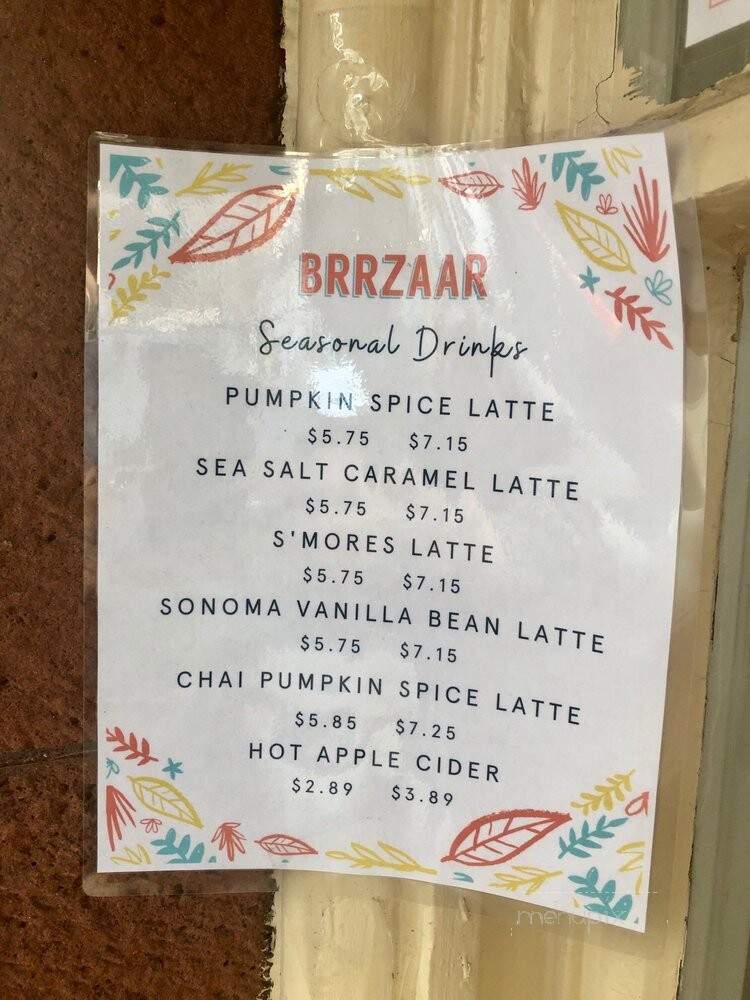 BRRZAAR
Seasonal Drinks
PUMPKIN SPICE LATTE
$5.75 $7.15
SEA SALT CARAMEL LATTE
$5.75 $7.15
S'MORES LATTE
$5.75 $7.15
SONOMA VANILLA BEAN LATTE
$5.75 $7.15
CHAI PUMPKIN SPICE LATTE
$5.85 $7.25
HOT APPLE CIDER
$2.89 $3.89
menupix